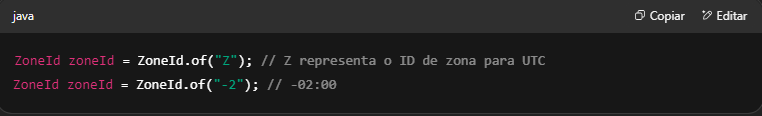 java
Copiar
Editar
ZoneId zoneId = ZoneId.of("Z"); // Z representa o ID de zona para UTC
ZoneId zoneId = ZoneId.of("-2"); // -02:00